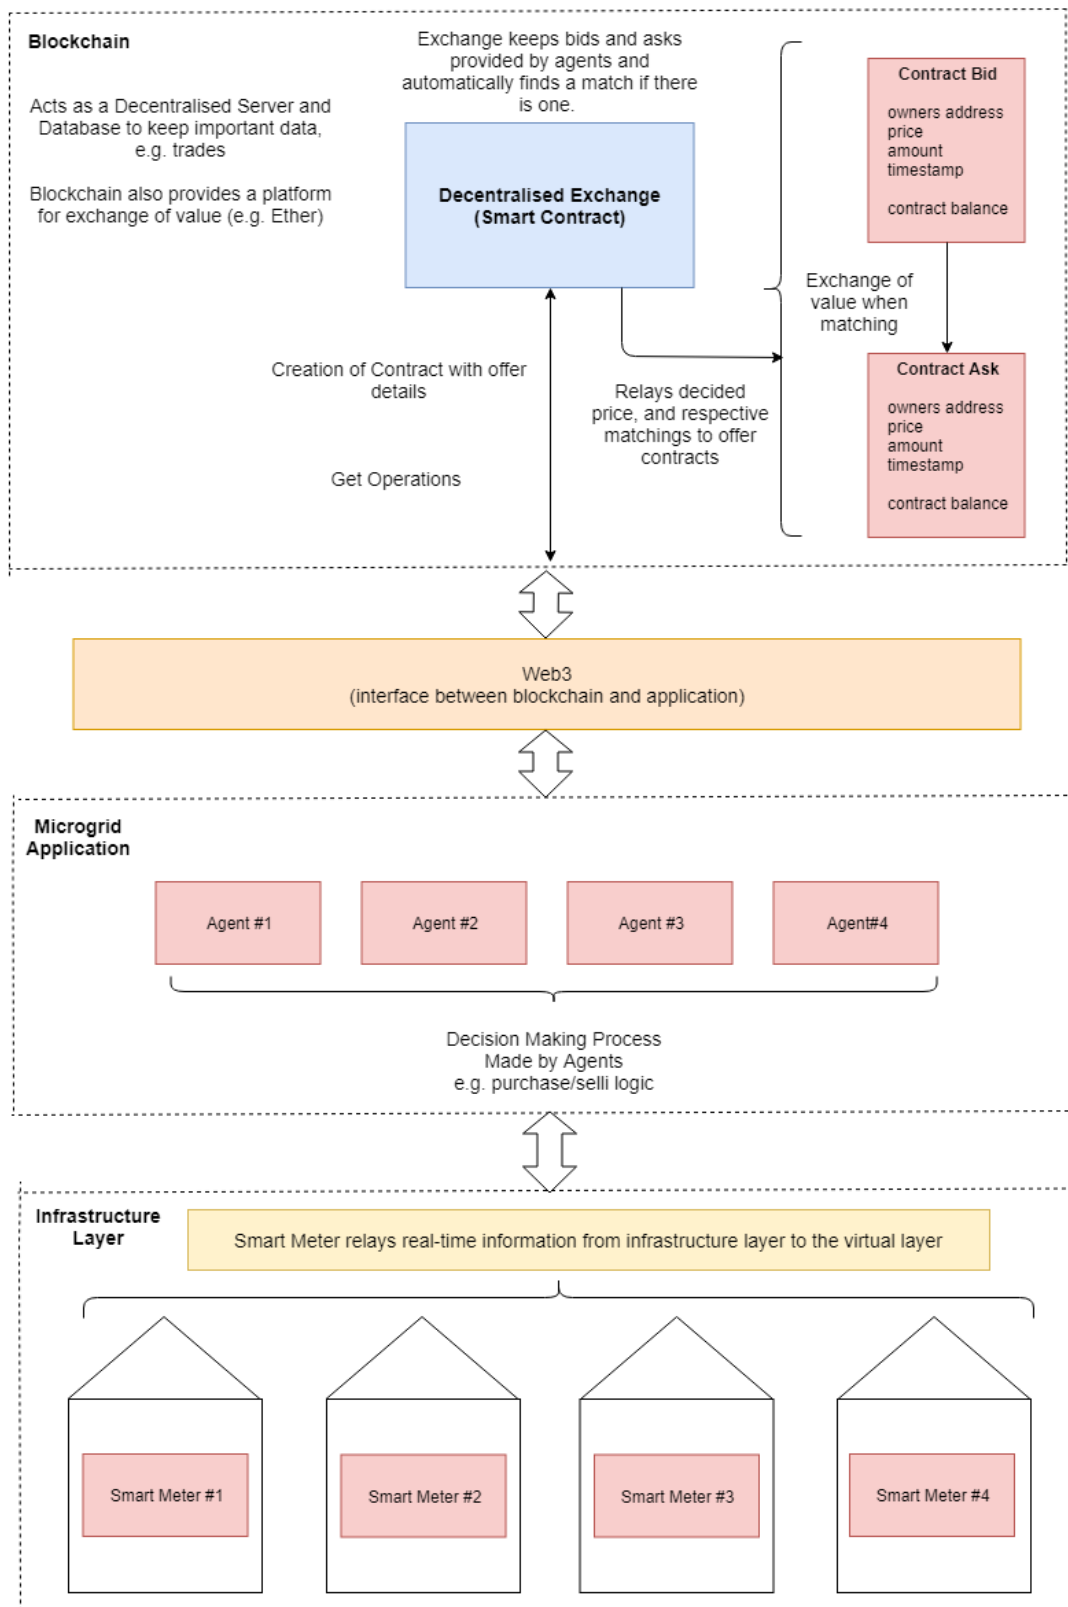 Blockchain
Acts as a Decentralised Server and
Database to keep important data,
e.g. trades
Blockchain also provides a platform
for exchange of value (e.g. Ether)
Exchange keeps bids and asks
provided by agents and
automatically finds a match if there
is one.
Decentralised Exchange
(Smart Contract)
Contract Bid
owners address
price
amount
timestamp
contract balance
Exchange of
value when
matching
Contract Ask
owners address
price
amount
timestamp
contract balance
Creation of Contract with offer
details
Get Operations
Relays decided
price, and respective
matchings to offer
contracts
Web3
(interface between blockchain and application)
Microgrid
Application
Agent #1
Agent #2
Agent #3
Agent#4
Decision Making Process
Made by Agents
e.g. purchase/selli logic
Infrastructure
Layer
Smart Meter relays real-time information from infrastructure layer to the virtual layer
Smart Meter #1
Smart Meter #2
Smart Meter #3
Smart Meter #4